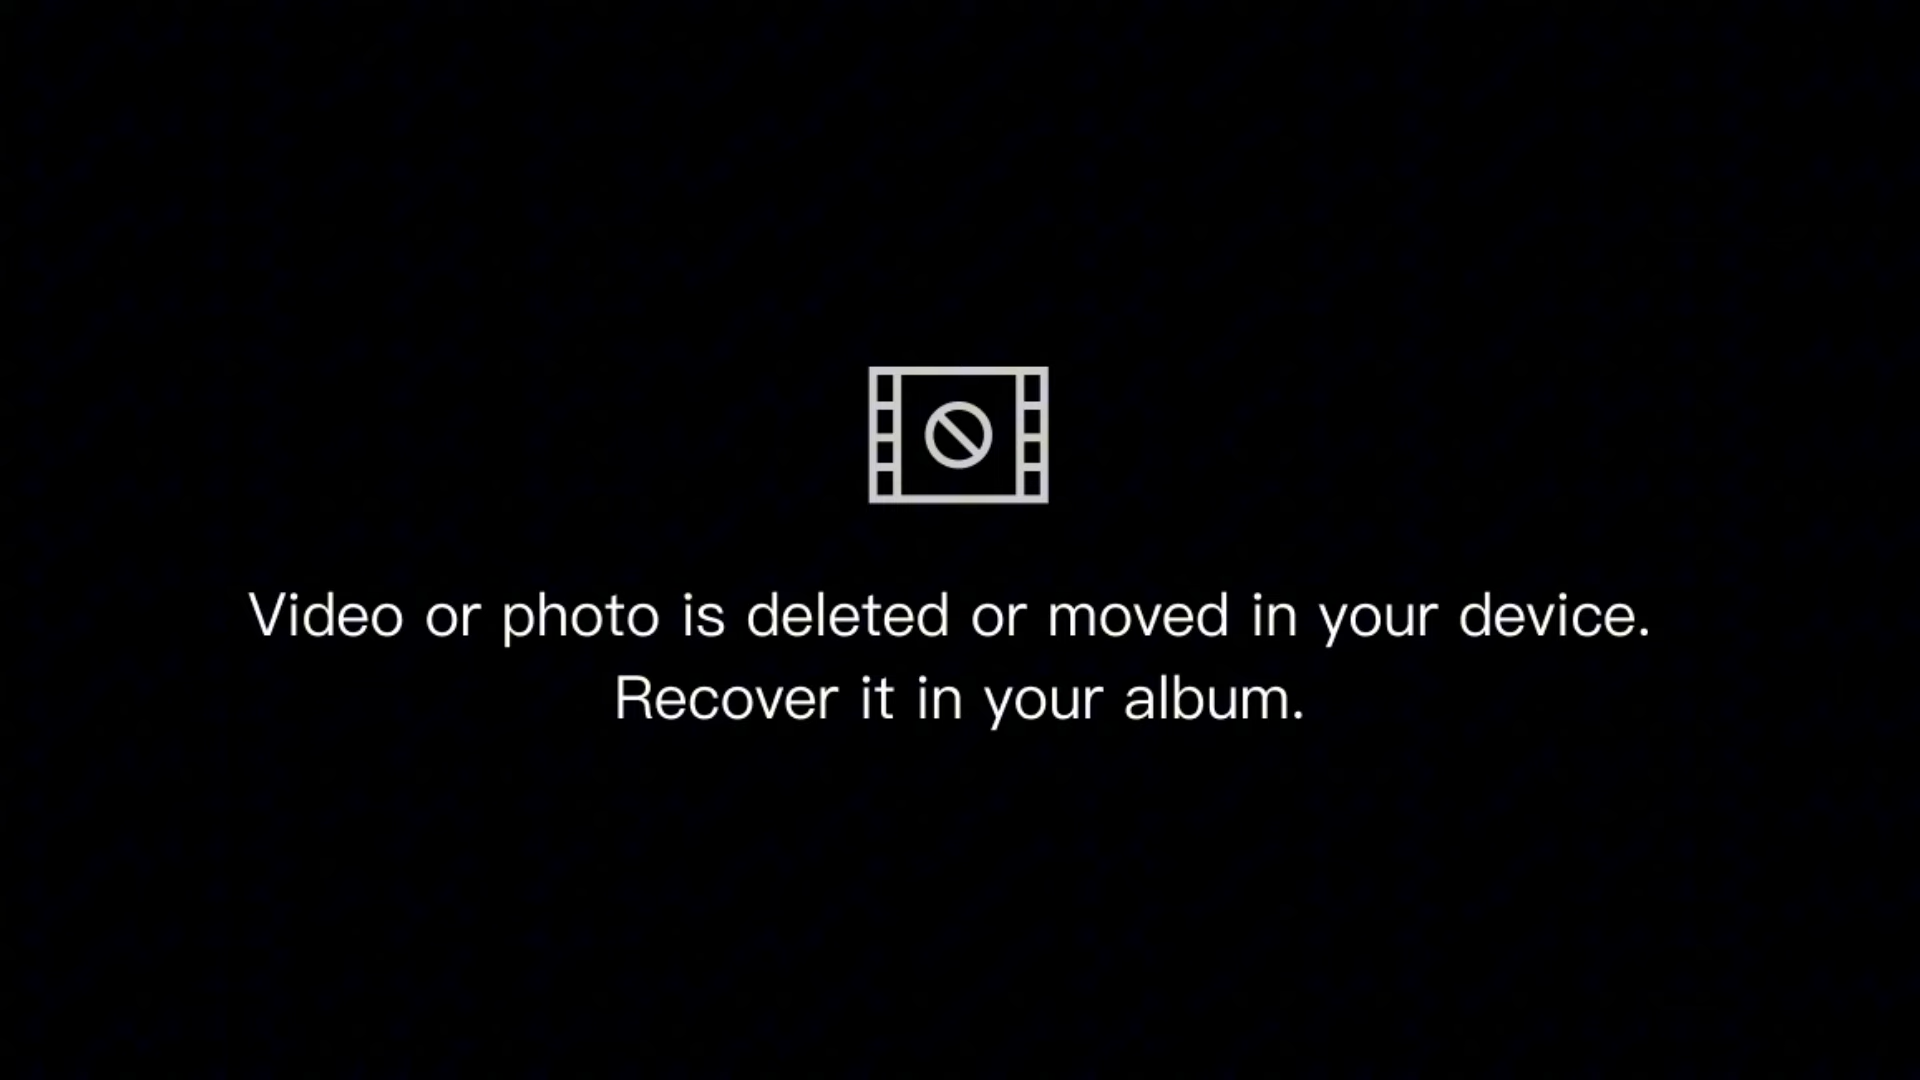 Video or photo is deleted or moved in your device.
Recover it in your album.